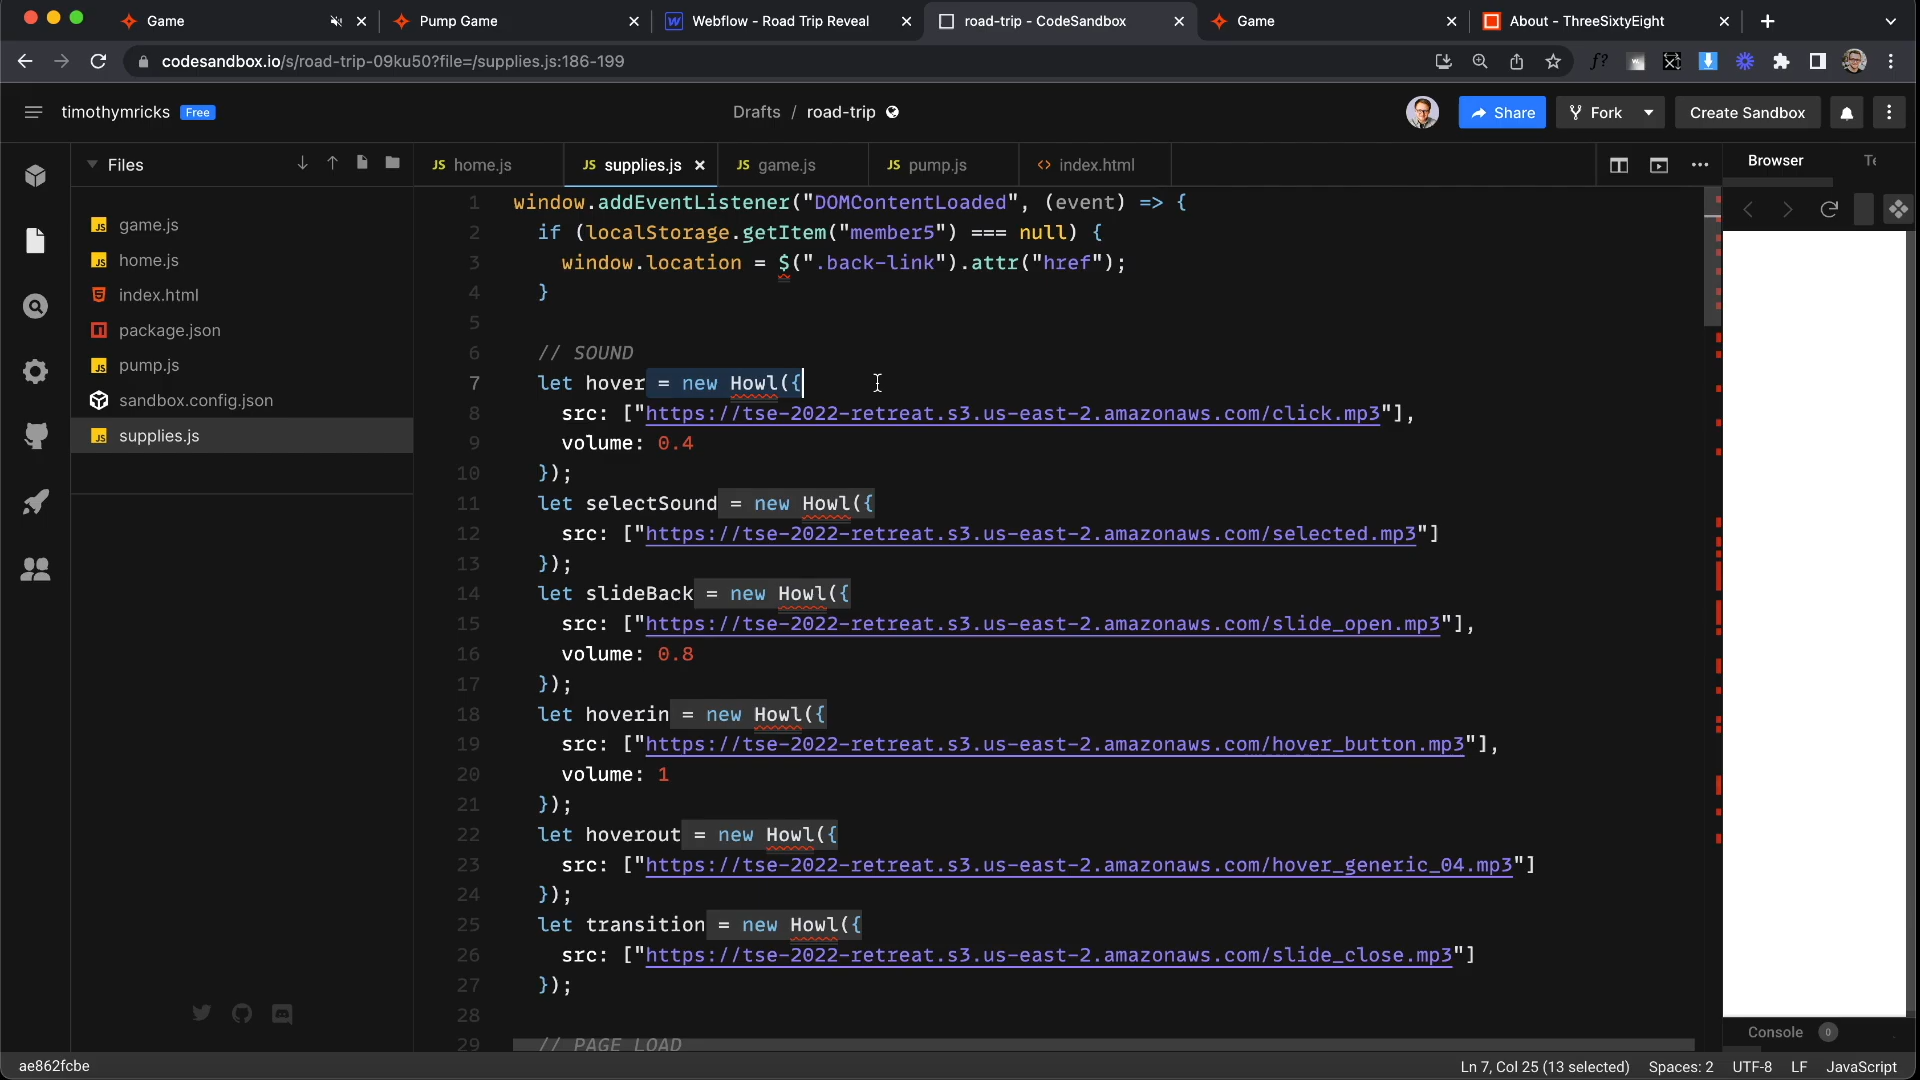 Game
Pump Game
Webflow - Road Trip Reveal
road-trip - CodeSandbox
Game
About - ThreeSixtyEight
codesandbox.io/s/road-trip-09ku50?file=/supplies.js:186-199
f?
timothymricks
Free
Drafts / road-trip
Share
Fork
Create Sandbox
Files
JS home.js
JS supplies.js
JS game.js
JS pump.js
<> index.html
Browser
JS game.js
JS home.js
index.html
package.json
JS pump.js
sandbox.config.json
JS supplies.js
1 window.addEventListener("DOMContentLoaded", (event) => {
2 if (localStorage.getItem("member5") === null) {
3 window.location = $(".back-link").attr("href");
4 }
5
6 // SOUND
7 let hover = new Howl({
8 src: ["https://tse-2022-retreat.s3.us-east-2.amazonaws.com/click.mp3"],
9 volume: 0.4
10 });
11 let selectSound = new Howl({
12 src: ["https://tse-2022-retreat.s3.us-east-2.amazonaws.com/selected.mp3"]
13 });
14 let slideBack = new Howl({
15 src: ["https://tse-2022-retreat.s3.us-east-2.amazonaws.com/slide_open.mp3"],
16 volume: 0.8
17 });
18 let hoverin = new Howl({
19 src: ["https://tse-2022-retreat.s3.us-east-2.amazonaws.com/hover_button.mp3"],
20 volume: 1
21 });
22 let hoverout = new Howl({
23 src: ["https://tse-2022-retreat.s3.us-east-2.amazonaws.com/hover_generic_04.mp3"]
24 });
25 let transition = new Howl({
26 src: ["https://tse-2022-retreat.s3.us-east-2.amazonaws.com/slide_close.mp3"]
27 });
28
29 // PAGE LOAD
Console 0
ae862fcbe
Ln 7, Col 25 (13 selected)
Spaces: 2
UTF-8
LF
JavaScript